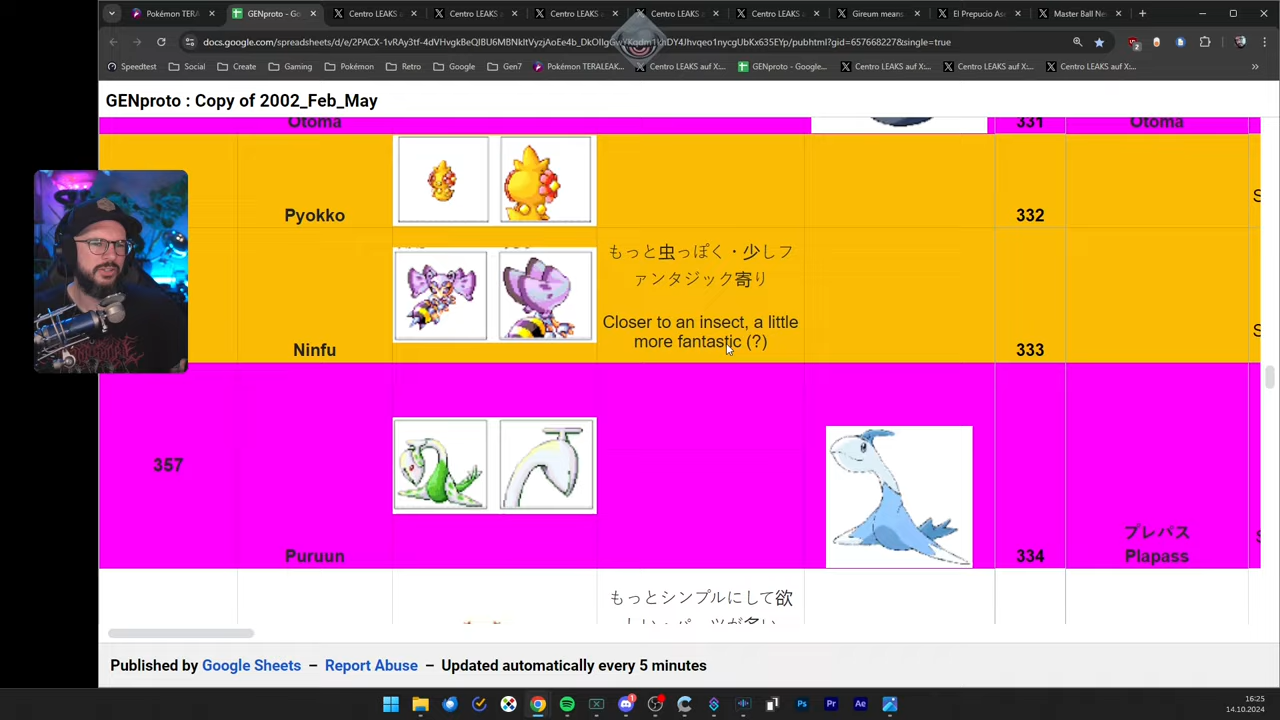 Pokémon TERA
GENproto - Go
Centro LEAKS
Centro LEAKS
Centro LEAKS
Centro LEAKS
Centro LEAKS
Gireum means
El Prepucio Ase
Master Ball Ne
Speedtest
Social
Create
Gaming
Pokémon
Retro
Google
Gen7
Pokémon TERALEAK...
Centro LEAKS auf X:...
GENproto - Google...
Centro LEAKS auf X:...
Centro LEAKS auf X:...
Centro LEAKS auf X:...
GENproto : Copy of 2002_Feb_May
Otoma
331
Otoma
Pyokko
332
もっと虫っぽく・少しフ
ァンタジック寄り
Closer to an insect, a little
more fantastic (?)
Ninfu
333
357
Puruun
334
プレパス
Plapass
もっとシンプルにして欲
Published by Google Sheets – Report Abuse – Updated automatically every 5 minutes
16:25
14.10.2024